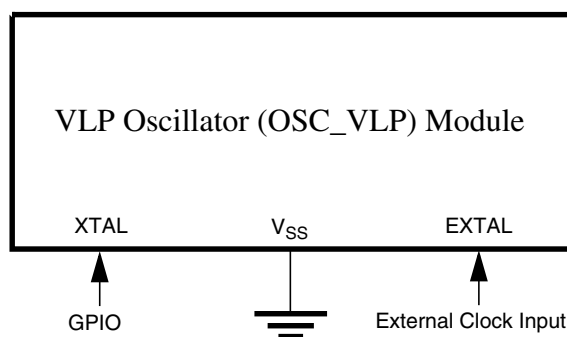 VLP Oscillator (OSC_VLP) Module
XTAL VSS EXTAL
GPIO External Clock Input